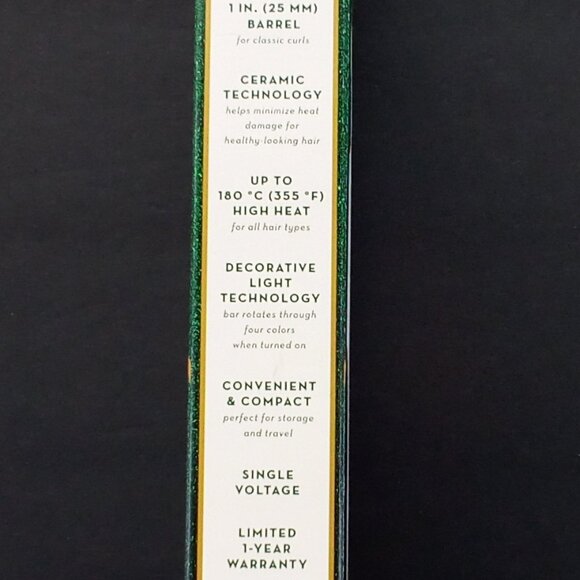 1 IN. (25 MM)
BARREL
for classic curls
CERAMIC
TECHNOLOGY
helps minimize heat
damage for
healthy-looking hair
UP TO
180 °C (355 °F)
HIGH HEAT
for all hair types
DECORATIVE
LIGHT
TECHNOLOGY
bar rotates through
four colors
when turned on
CONVENIENT
& COMPACT
perfect for storage
and travel
SINGLE
VOLTAGE
LIMITED
1-YEAR
WARRANTY